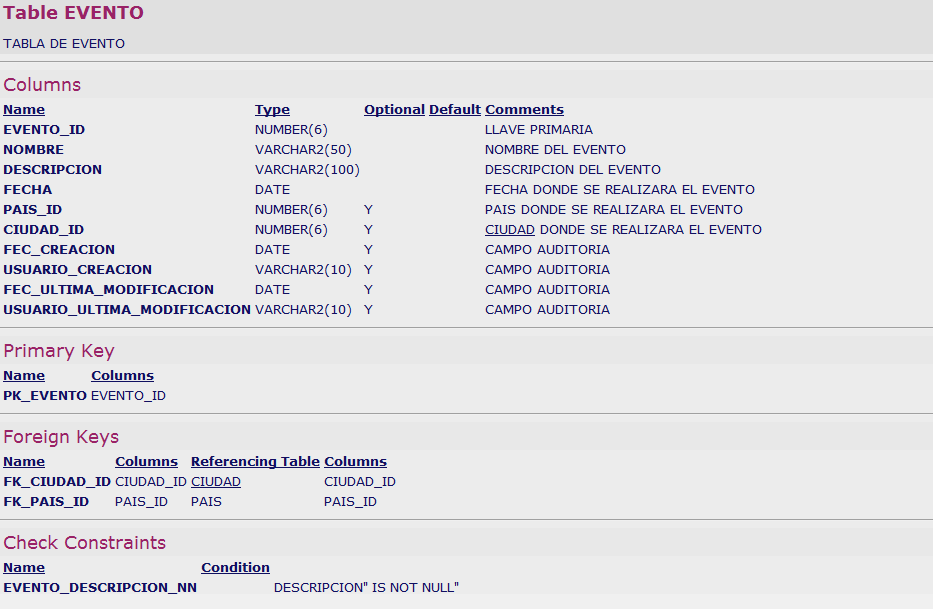 Table EVENTO
TABLA DE EVENTO
Columns
Name Type Optional Default Comments
EVENTO_ID NUMBER(6) LLAVE PRIMARIA
NOMBRE VARCHAR2(50) NOMBRE DEL EVENTO
DESCRIPCION VARCHAR2(100) DESCRIPCION DEL EVENTO
FECHA DATE FECHA DONDE SE REALIZARA EL EVENTO
PAIS_ID NUMBER(6) Y PAIS DONDE SE REALIZARA EL EVENTO
CIUDAD_ID NUMBER(6) Y CIUDAD DONDE SE REALIZARA EL EVENTO
FEC_CREACION DATE Y CAMPO AUDITORIA
USUARIO_CREACION VARCHAR2(10) Y CAMPO AUDITORIA
FEC_ULTIMA_MODIFICACION DATE Y CAMPO AUDITORIA
USUARIO_ULTIMA_MODIFICACION VARCHAR2(10) Y CAMPO AUDITORIA
Primary Key
Name Columns
PK_EVENTO EVENTO_ID
Foreign Keys
Name Columns Referencing Table Columns
FK_CIUDAD_ID CIUDAD_ID CIUDAD CIUDAD_ID
FK_PAIS_ID PAIS_ID PAIS PAIS_ID
Check Constraints
Name Condition
EVENTO_DESCRIPCION_NN DESCRIPCION" IS NOT NULL"